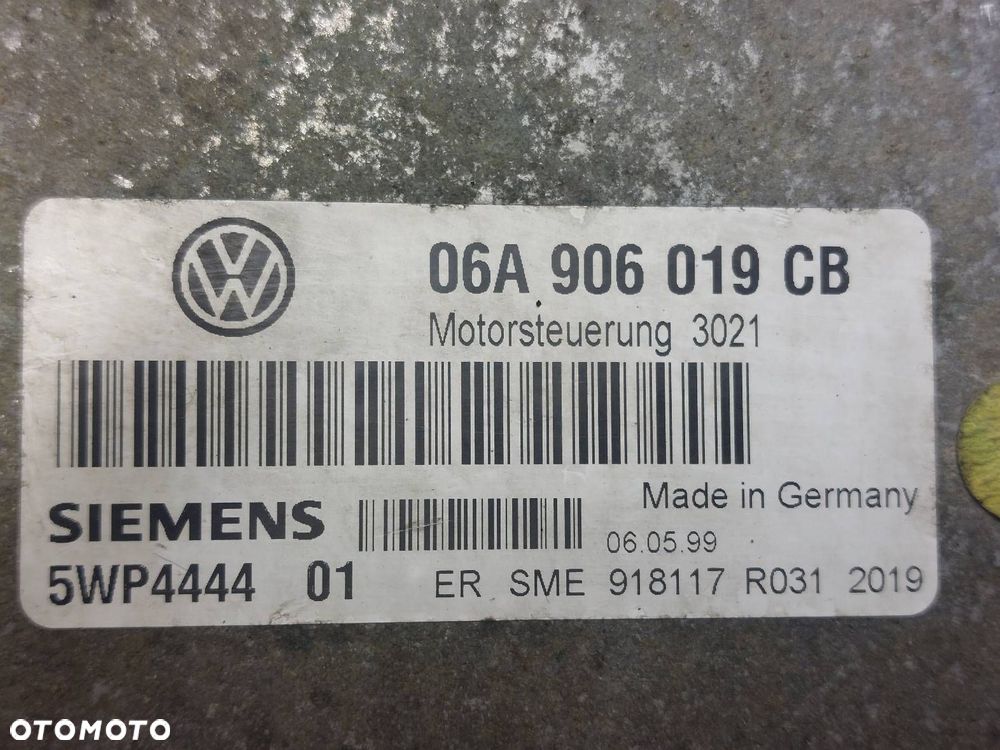 06A 906 019 CB
Motorsteuerung 3021
Made in Germany
SIEMENS
06.05.99
5WP4444 01 ER SME 918117 R031 2019
OTOMOTO